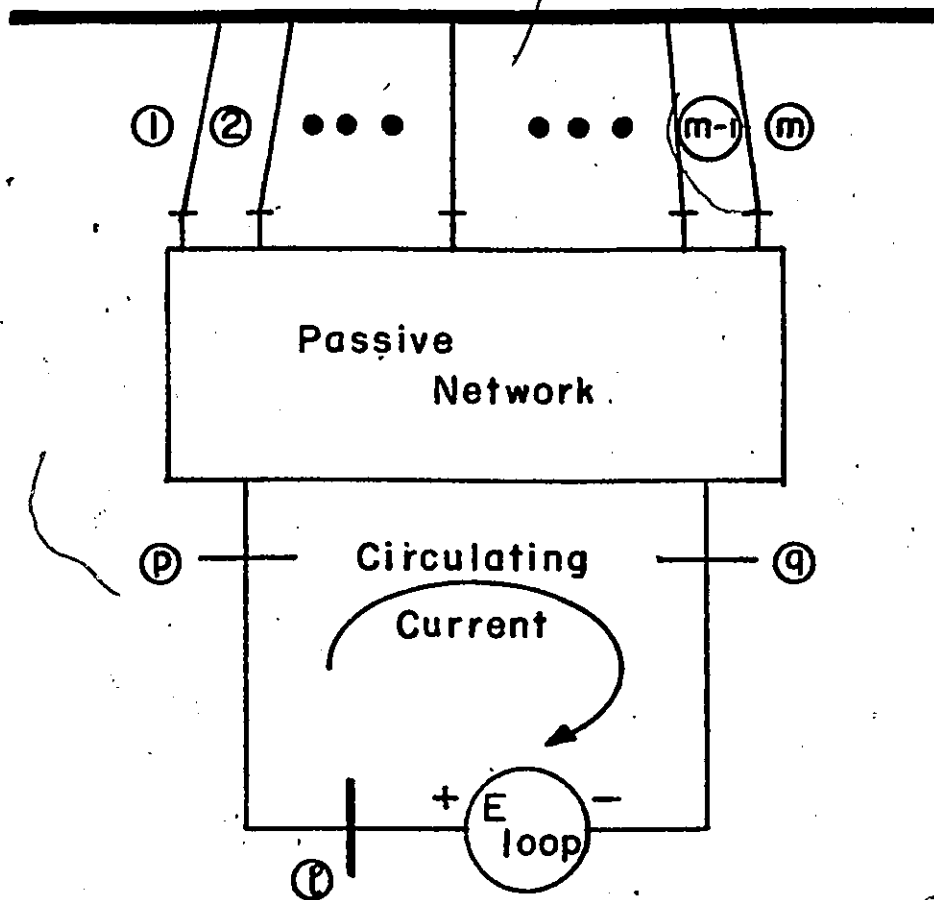 1 2 m-1 m
Passive
Network
p Circulating q
Current
+ E −
loop
ℓ